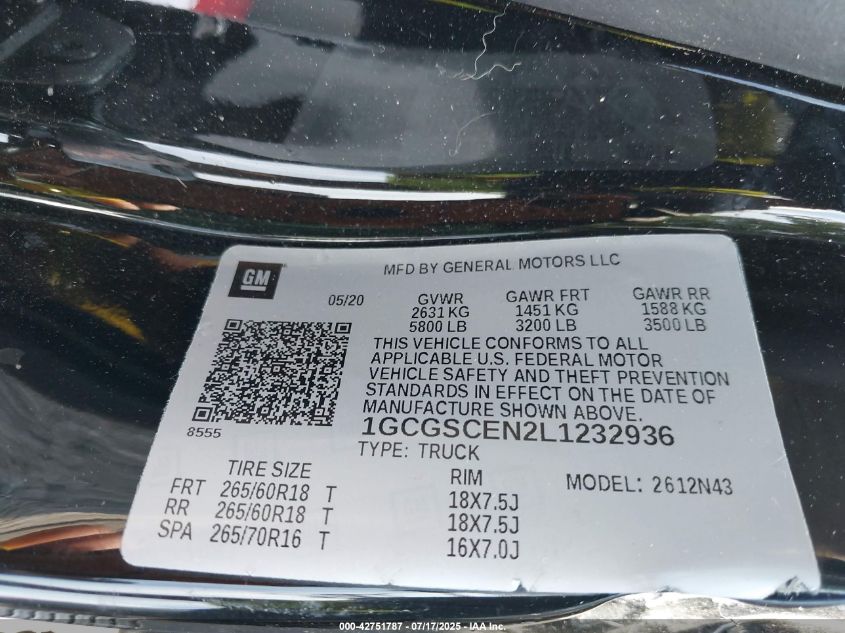 GM
MFD BY GENERAL MOTORS LLC
05/20
GVWR GAWR FRT GAWR RR
2631 KG 1451 KG 1588 KG
5800 LB 3200 LB 3500 LB
THIS VEHICLE CONFORMS TO ALL
APPLICABLE U.S. FEDERAL MOTOR
VEHICLE SAFETY AND THEFT PREVENTION
STANDARDS IN EFFECT ON THE DATE OF
MANUFACTURE SHOWN ABOVE.
8555
1GCGSCEN2L1232936
TYPE: TRUCK
TIRE SIZE RIM MODEL: 2612N43
FRT 265/60R18 T 18X7.5J
RR 265/60R18 T 18X7.5J
SPA 265/70R16 T 16X7.0J
000-42751787 - 07/17/2025 - IAA Inc.